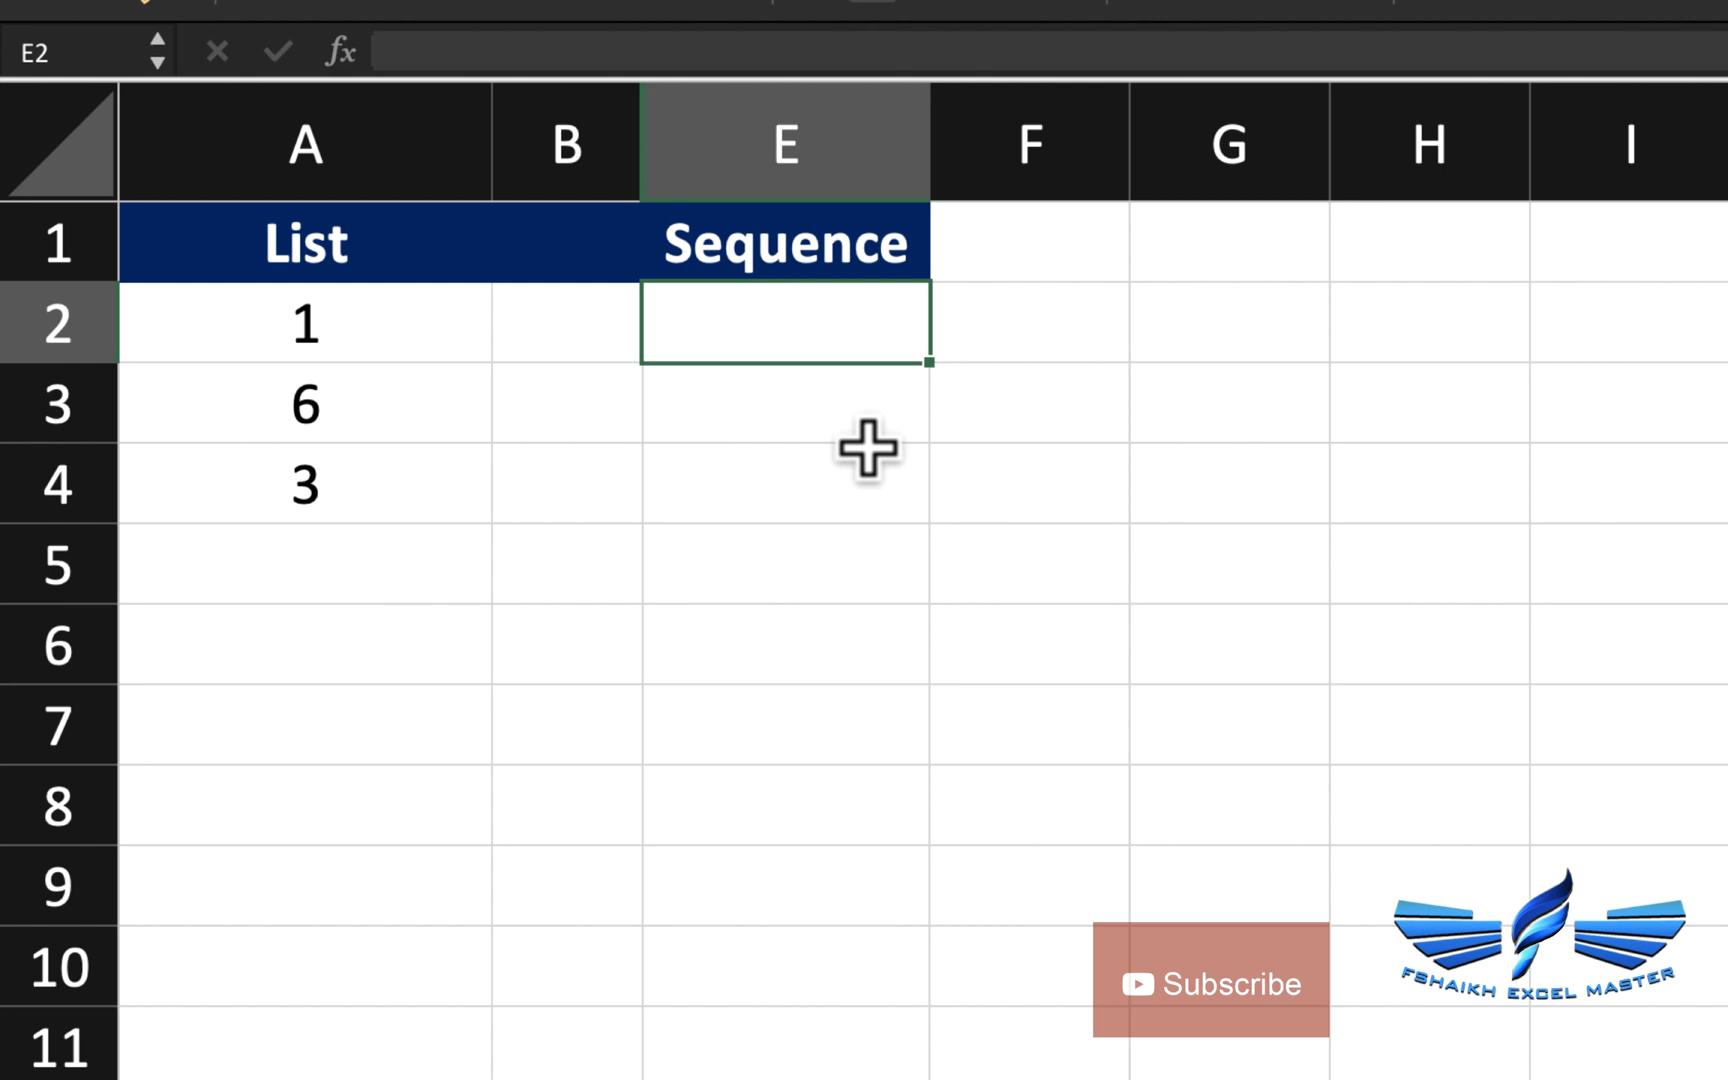 E2
fx
A B E F G H I
1 List Sequence
2 1
3 6
4 3
5
6
7
8
9
10
11
Subscribe
FSHAIKH EXCEL MASTER